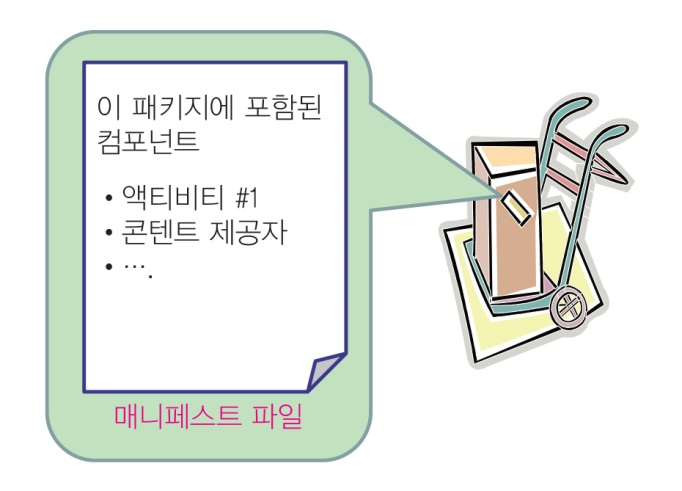 이 패키지에 포함된
컴포넌트
• 액티비티 #1
• 콘텐트 제공자
• ….
매니페스트 파일